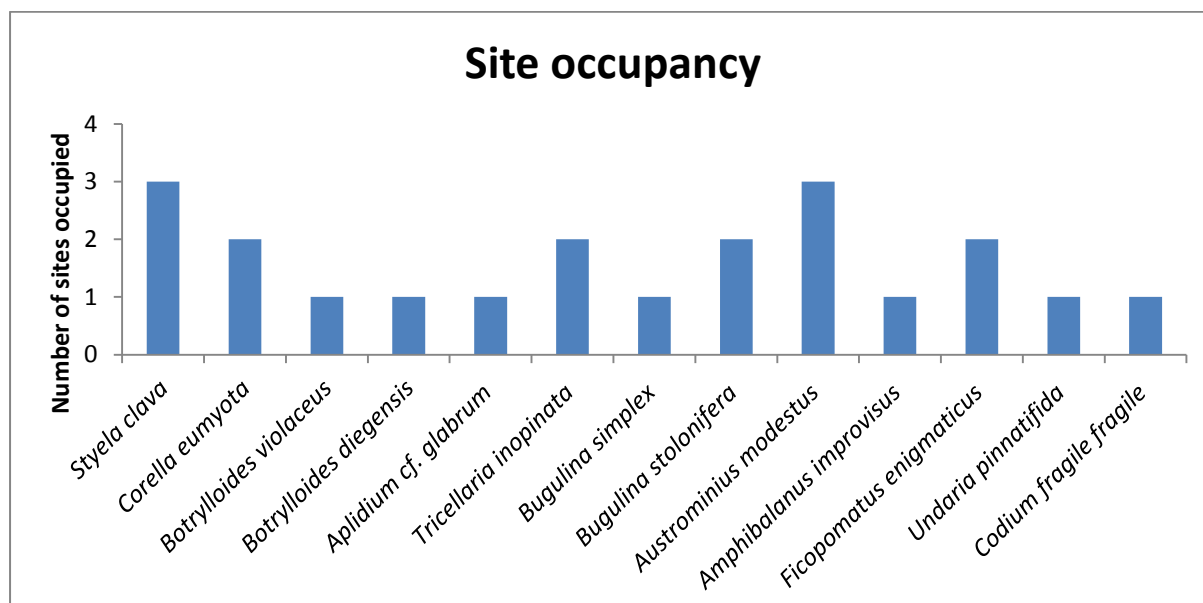 Site occupancy
Number of sites occupied
4
3
2
1
0
Styela clava
Corella eumyota
Botrylloides violaceus
Botrylloides diegensis
Aplidium cf. glabrum
Tricellaria inopinata
Bugulina simplex
Bugulina stolonifera
Austrominius modestus
Amphibalanus improvisus
Ficopomatus enigmaticus
Undaria pinnatifida
Codium fragile fragile